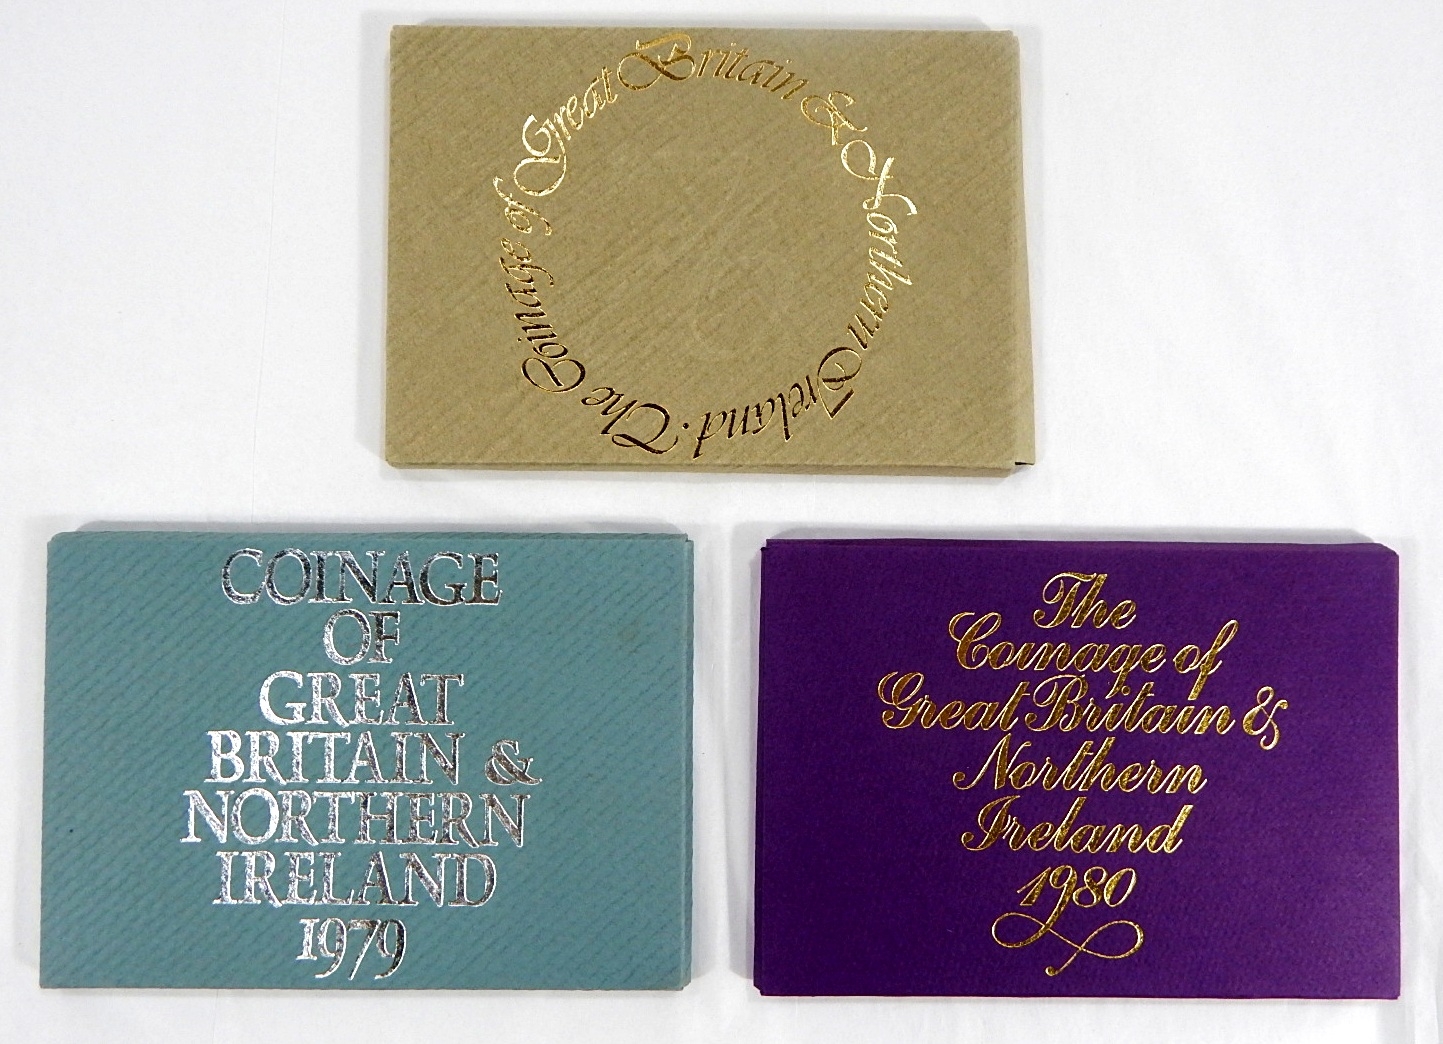 The Coinage of Great Britain & Northern Ireland.
COINAGE
OF
GREAT
BRITAIN &
NORTHERN
IRELAND
1979
The
Coinage of
Great Britain &
Northern
Ireland
1980